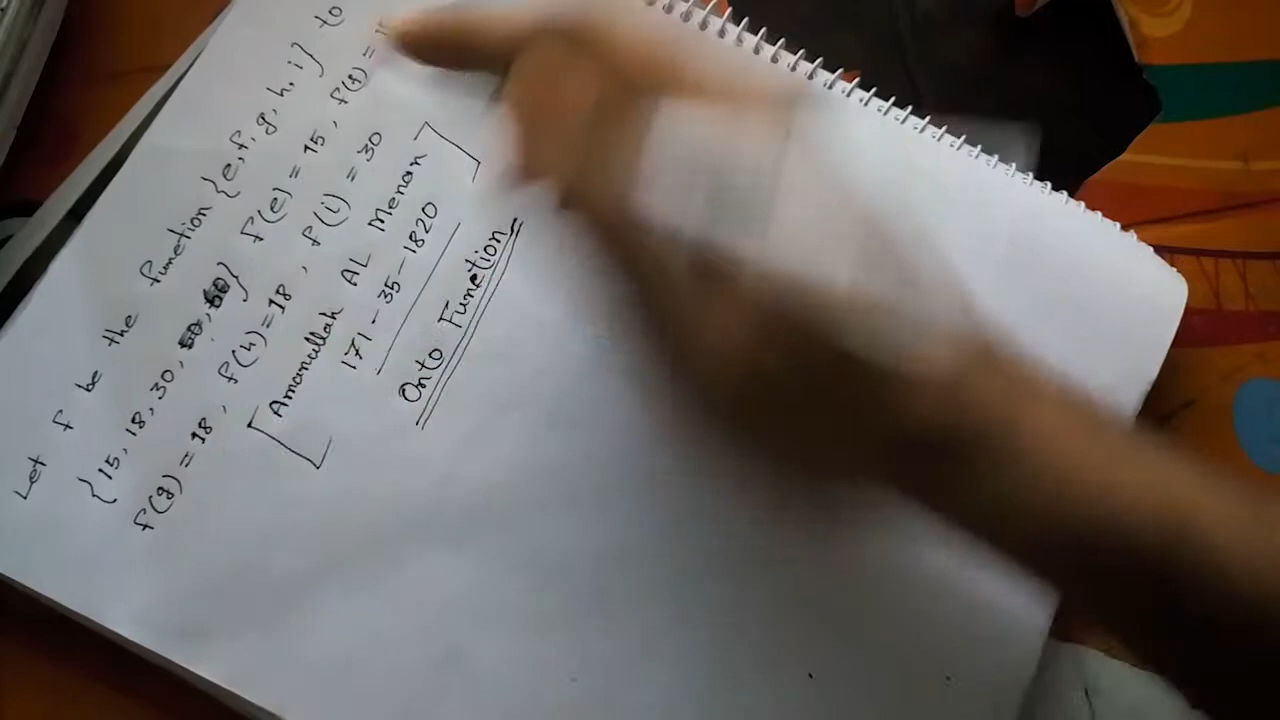 Let f be the function {e, f, g, h, i} to
{15, 18, 30, } f(e) = 15, f(f) =
f(g) = 18, f(h) = 18, f(i) = 30
[Amanullah AL Menon]
171-35-1820
Onto Function